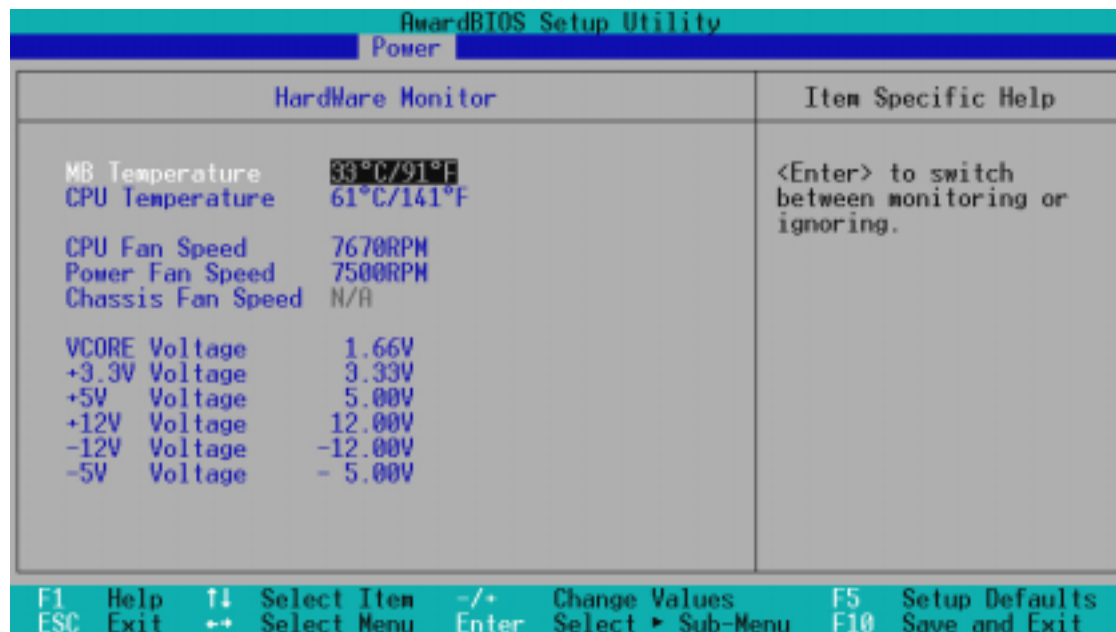 AwardBIOS Setup Utility
Power
HardWare Monitor
Item Specific Help
MB Temperature 33°C/91°F
CPU Temperature 61°C/141°F
CPU Fan Speed 7670RPM
Power Fan Speed 7500RPM
Chassis Fan Speed N/A
VCORE Voltage 1.66V
+3.3V Voltage 3.33V
+5V Voltage 5.00V
+12V Voltage 12.00V
-12V Voltage -12.00V
-5V Voltage - 5.00V
<Enter> to switch
between monitoring or
ignoring.
F1 Help ↑↓ Select Item -/+ Change Values F5 Setup Defaults
ESC Exit ←→ Select Menu Enter Select ► Sub-Menu F10 Save and Exit